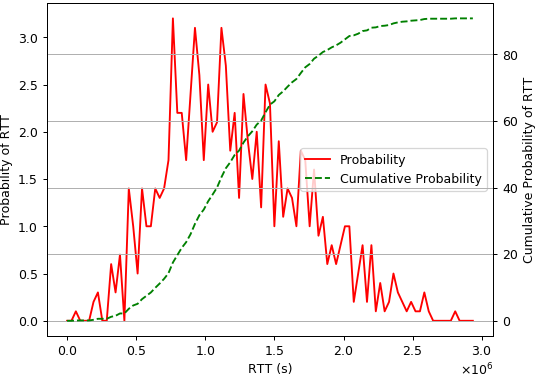 3.0
2.5
2.0
1.5
1.0
0.5
0.0
Probability of RTT
80
60
40
20
0
Cumulative Probability of RTT
Probability
Cumulative Probability
0.0 0.5 1.0 1.5 2.0 2.5 3.0
RTT (s)
×10⁶